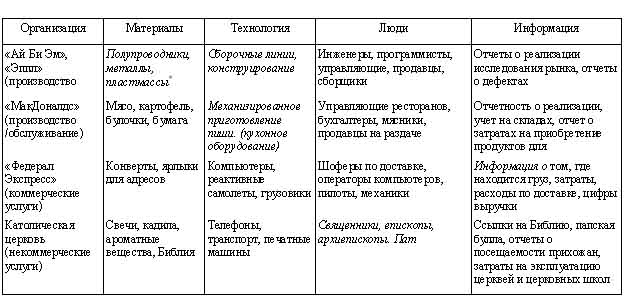 Организация Материалы Технология Люди Информация
«Ай Би Эм», Полупроводники, Сборочные линии, Инженеры, программисты, Отчеты о реализации
«Эппл» металлы, конструирование управляющие, продавцы, исследования рынка, отчеты
(производство пластмассы" сборщики о дефектах
«МакДоналдс» Мясо, картофель, Механизированное Управляющие ресторанов, Отчетность о реализации,
(производство булочки, бумага приготовление бухгалтеры, мясники, учет на складах, отчет о
/обслуживание) пиши. (кухонное продавцы на раздаче затратах на приобретение
оборудование) продуктов для
«Федерал Конверты, ярлыки Компьютеры, Шоферы по доставке, Информация о том, где
Экспресс» для адресов реактивные операторы компьютеров, находится груз, затраты,
(коммерческие самолеты, грузовики пилоты, механики расходы по доставке, цифры
услуги) выручки
Католическая Свечи, кадила, Телефоны, Священники, епископы, Ссылки на Библию, папская
церковь ароматные транспорт, печатные архиепископы. Пат булла, отчеты о
(некоммерческие вещества, Библия машины посещаемости прихожан,
услуги) затраты на эксплуатацию
церквей и церковных школ